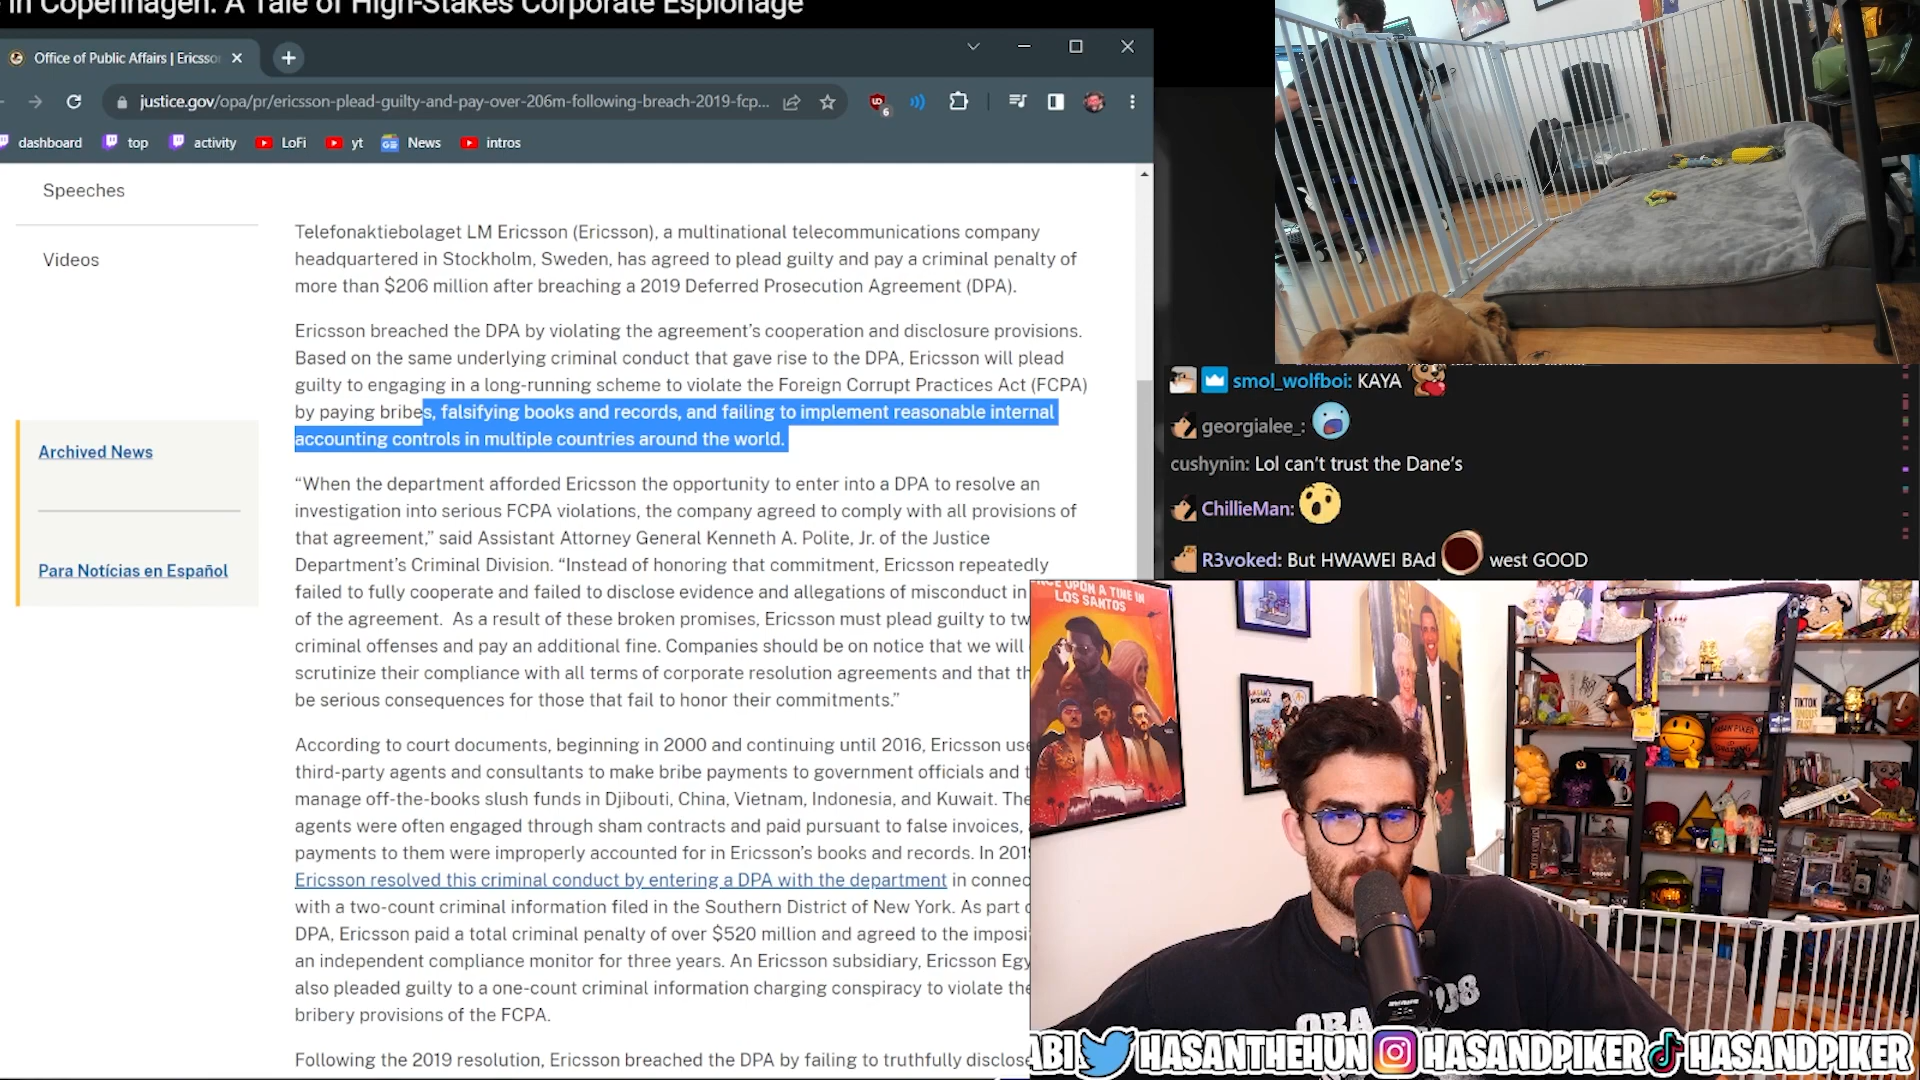 in Copenhagen: A Tale of High-Stakes Corporate Espionage
Office of Public Affairs | Ericsso
justice.gov/opa/pr/ericsson-plead-guilty-and-pay-over-206m-following-breach-2019-fcp...
6
dashboard top activity LoFi yt News intros
Speeches
Videos
Archived News
Para Notícias en Español
Telefonaktiebolaget LM Ericsson (Ericsson), a multinational telecommunications company
headquartered in Stockholm, Sweden, has agreed to plead guilty and pay a criminal penalty of
more than $206 million after breaching a 2019 Deferred Prosecution Agreement (DPA).
Ericsson breached the DPA by violating the agreement's cooperation and disclosure provisions.
Based on the same underlying criminal conduct that gave rise to the DPA, Ericsson will plead
guilty to engaging in a long-running scheme to violate the Foreign Corrupt Practices Act (FCPA)
by paying bribes, falsifying books and records, and failing to implement reasonable internal
accounting controls in multiple countries around the world.
“When the department afforded Ericsson the opportunity to enter into a DPA to resolve an
investigation into serious FCPA violations, the company agreed to comply with all provisions of
that agreement,” said Assistant Attorney General Kenneth A. Polite, Jr. of the Justice
Department's Criminal Division. “Instead of honoring that commitment, Ericsson repeatedly
failed to fully cooperate and failed to disclose evidence and allegations of misconduct in
of the agreement. As a result of these broken promises, Ericsson must plead guilty to tw
criminal offenses and pay an additional fine. Companies should be on notice that we will
scrutinize their compliance with all terms of corporate resolution agreements and that th
be serious consequences for those that fail to honor their commitments.”
According to court documents, beginning in 2000 and continuing until 2016, Ericsson use
third-party agents and consultants to make bribe payments to government officials and t
manage off-the-books slush funds in Djibouti, China, Vietnam, Indonesia, and Kuwait. The
agents were often engaged through sham contracts and paid pursuant to false invoices,
payments to them were improperly accounted for in Ericsson's books and records. In 2019
Ericsson resolved this criminal conduct by entering a DPA with the department in connec
with a two-count criminal information filed in the Southern District of New York. As part o
DPA, Ericsson paid a total criminal penalty of over $520 million and agreed to the imposi
an independent compliance monitor for three years. An Ericsson subsidiary, Ericsson Egy
also pleaded guilty to a one-count criminal information charging conspiracy to violate the
bribery provisions of the FCPA.
Following the 2019 resolution, Ericsson breached the DPA by failing to truthfully disclose
smol_wolfboi: KAYA
georgialee_:
cushynin: Lol can't trust the Dane's
ChillieMan:
R3voked: But HWAWEI BAd west GOOD
ONCE UPON A TIME IN
LOS SANTOS
ABI HASANTHEHUN HASANDPIKER HASANDPIKER